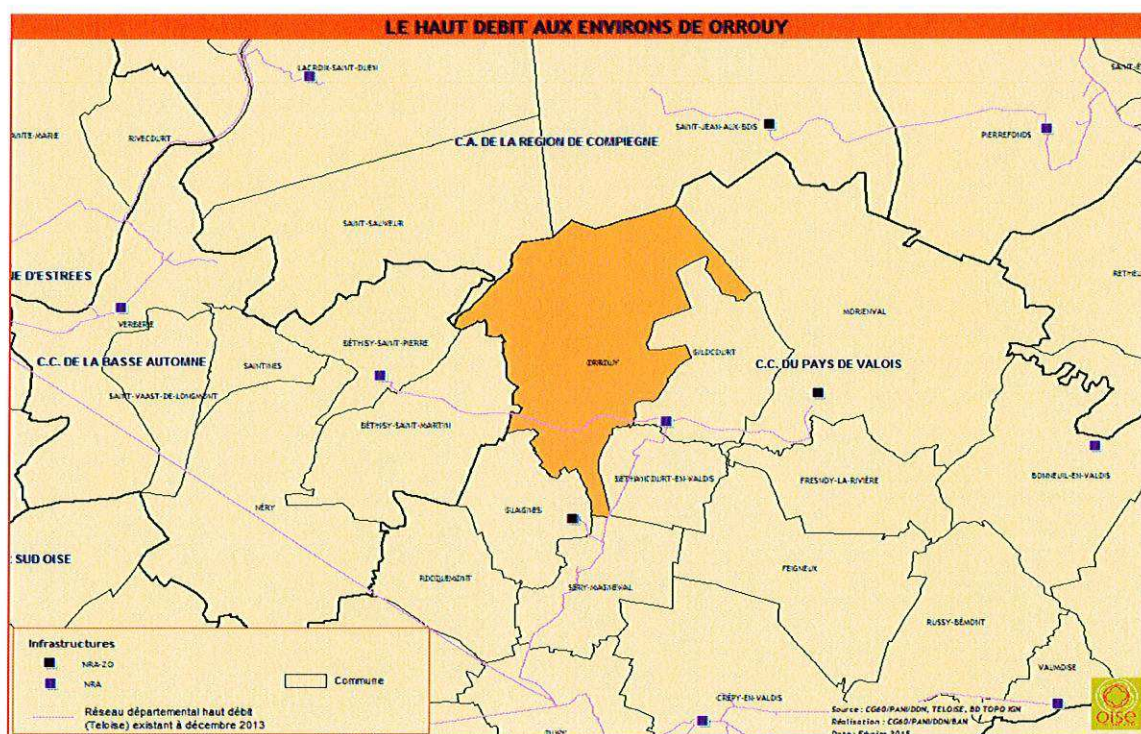 LE HAUT DEBIT AUX ENVIRONS DE ORROUY
LACROIX-SAINT-OUEN
RIVECOURT
SAINT-JEAN-AUX-BOIS
PIERREFONDS
C.A. DE LA REGION DE COMPIEGNE
SAINT-SAUVEUR
MORIENVAL
VERBERIE
BÉTHISY-SAINT-PIERRE
ORROUY
GILOCOURT
C.C. DE LA BASSE AUTOMNE
SAINTINES
C.C. DU PAYS DE VALOIS
SAINT-VAAST-DE-LONGMONT
BÉTHISY-SAINT-MARTIN
BONNEUIL-EN-VALOIS
BÉTHANCOURT-EN-VALOIS
FRESNOY-LA-RIVIÈRE
NÉRY
GLAIGNES
SUD OISE
ROCQUEMONT
SÉRY-MAGNEVAL
FEIGNEUX
RUSSY-BÉMONT
VAUMOISE
CRÉPY-EN-VALOIS
Infrastructures
NRA-ZO
NRA
Commune
Réseau départemental haut débit
(Teloise) existant à décembre 2013
Source : CG60/PANI/DDN, TELOISE, BD TOPO IGN
Réalisation : CG60/PANI/DDN/BAN
oise